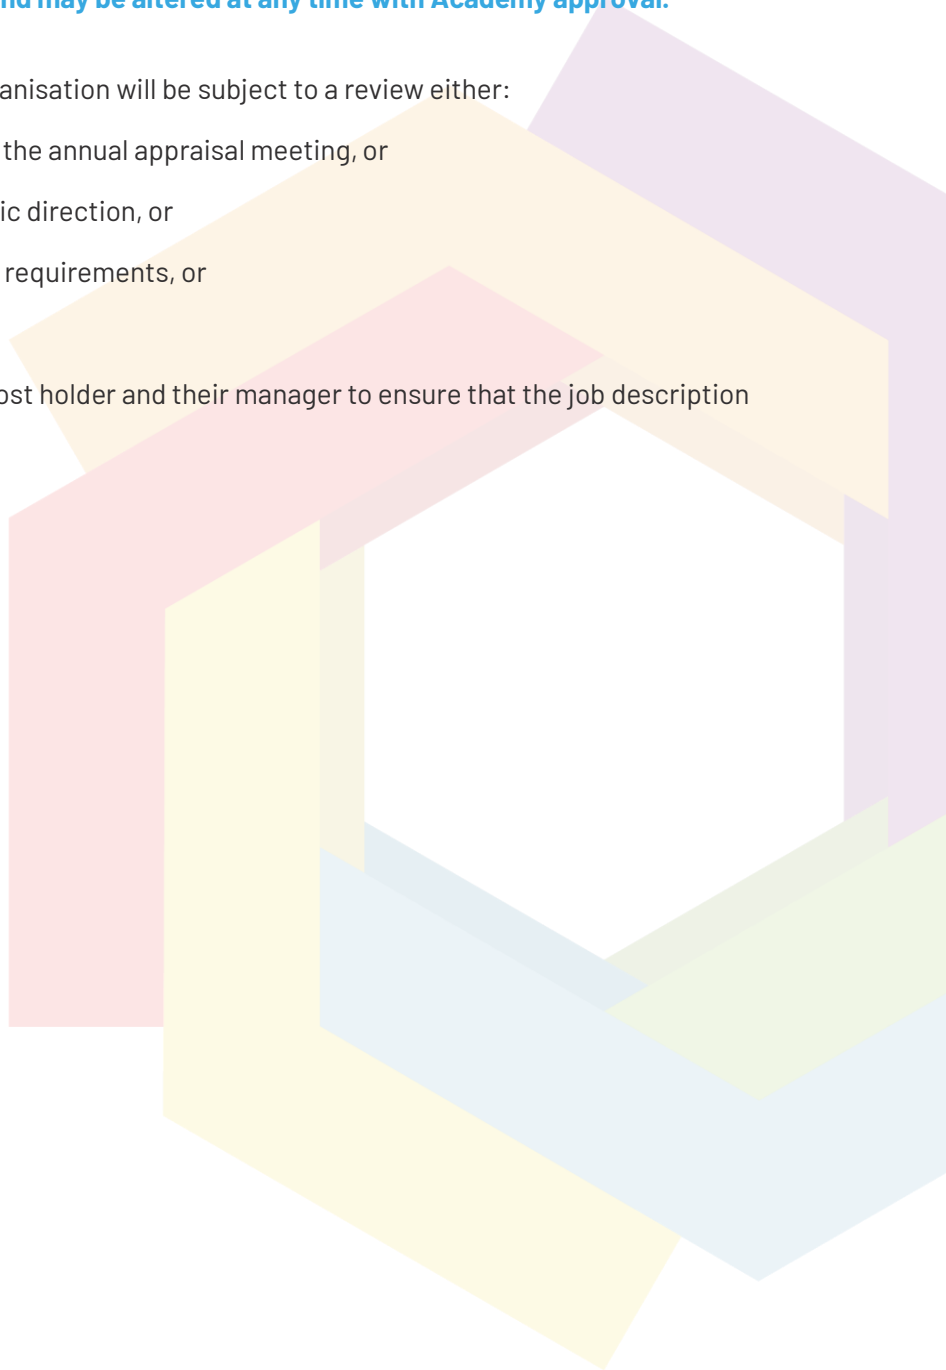 nd may be altered at any time with Academy approval.
anisation will be subject to a review either:
the annual appraisal meeting, or
ic direction, or
requirements, or
ost holder and their manager to ensure that the job description